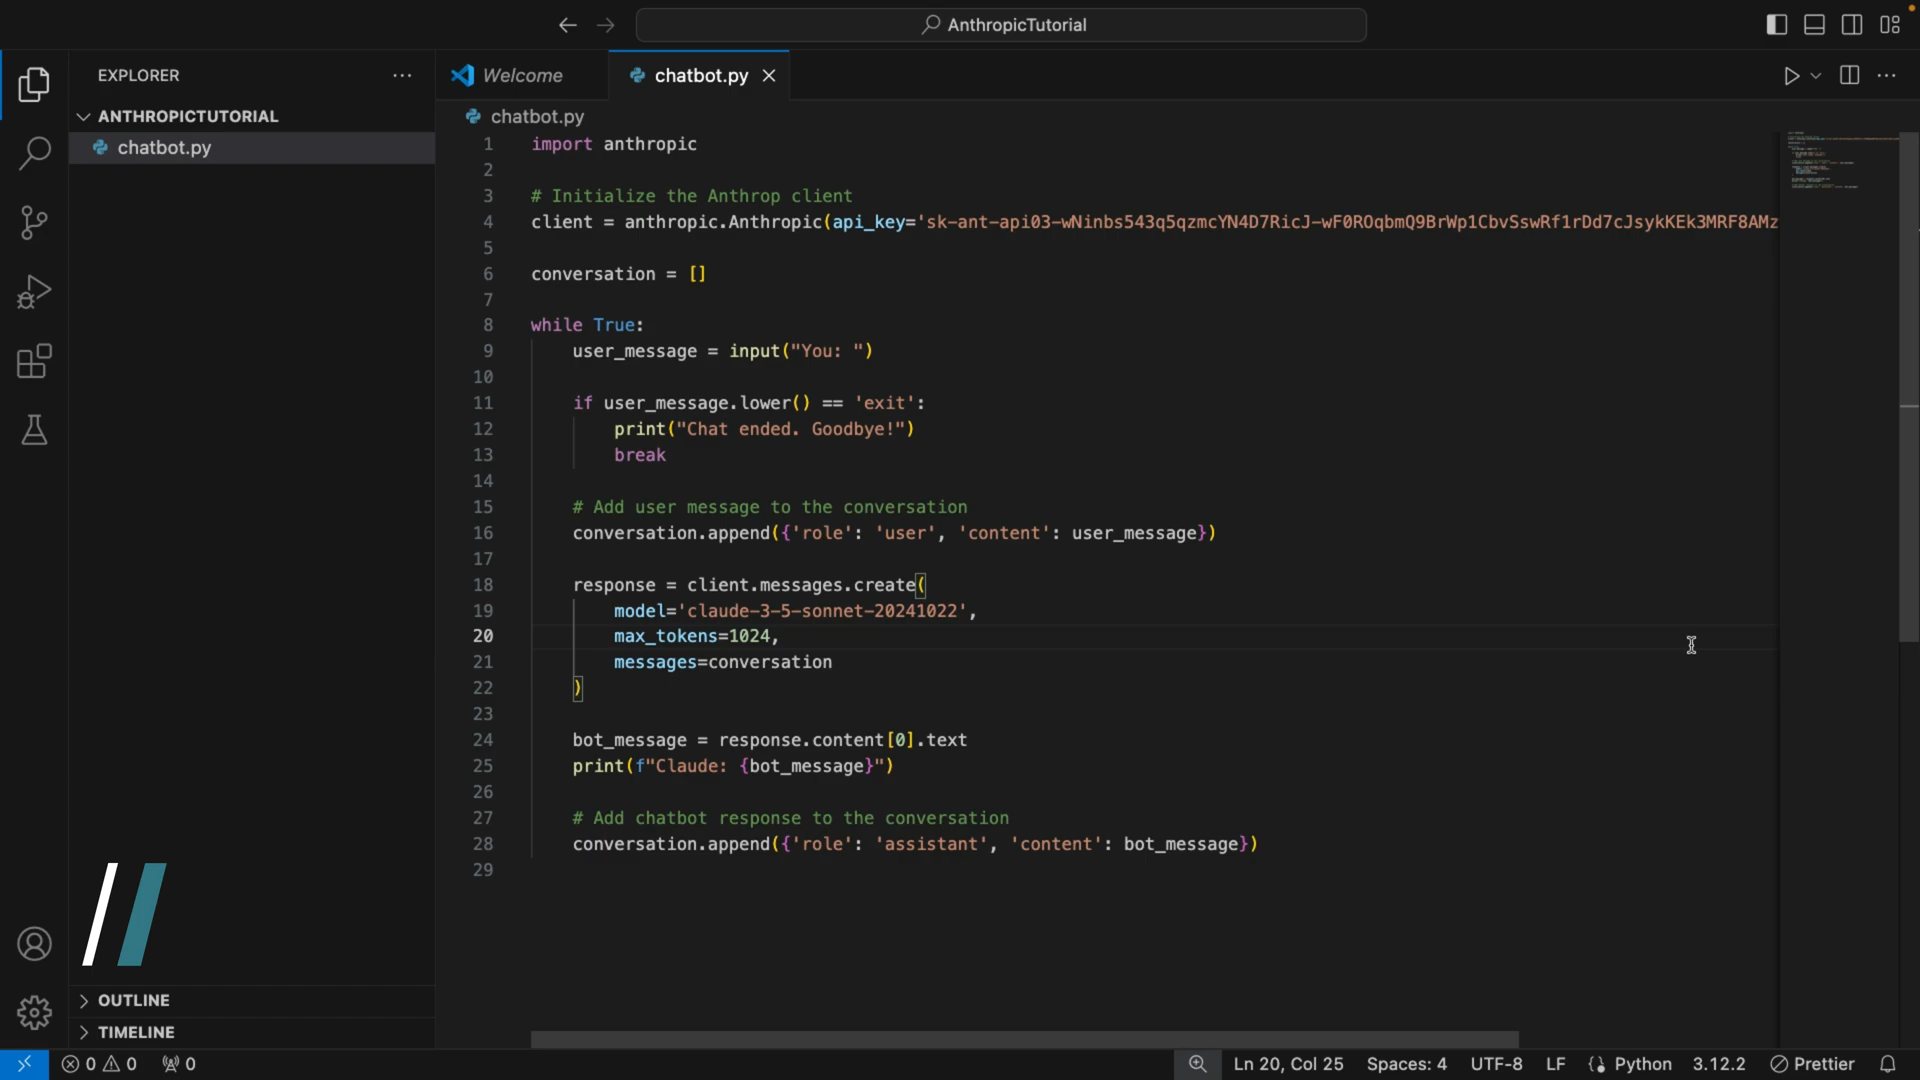 AnthropicTutorial
EXPLORER
Welcome
chatbot.py
ANTHROPICTUTORIAL
chatbot.py
chatbot.py
1 import anthropic
2
3 # Initialize the Anthrop client
4 client = anthropic.Anthropic(api_key='sk-ant-api03-wNinbs543q5qzmcYN4D7RicJ-wF0ROqbmQ9BrWp1CbvSswRf1rDd7cJsykKEk3MRF8AMz
5
6 conversation = []
7
8 while True:
9 user_message = input("You: ")
10
11 if user_message.lower() == 'exit':
12 print("Chat ended. Goodbye!")
13 break
14
15 # Add user message to the conversation
16 conversation.append({'role': 'user', 'content': user_message})
17
18 response = client.messages.create(
19 model='claude-3-5-sonnet-20241022',
20 max_tokens=1024,
21 messages=conversation
22 )
23
24 bot_message = response.content[0].text
25 print(f"Claude: {bot_message}")
26
27 # Add chatbot response to the conversation
28 conversation.append({'role': 'assistant', 'content': bot_message})
29
OUTLINE
TIMELINE
0 0 0 Ln 20, Col 25 Spaces: 4 UTF-8 LF Python 3.12.2 Prettier